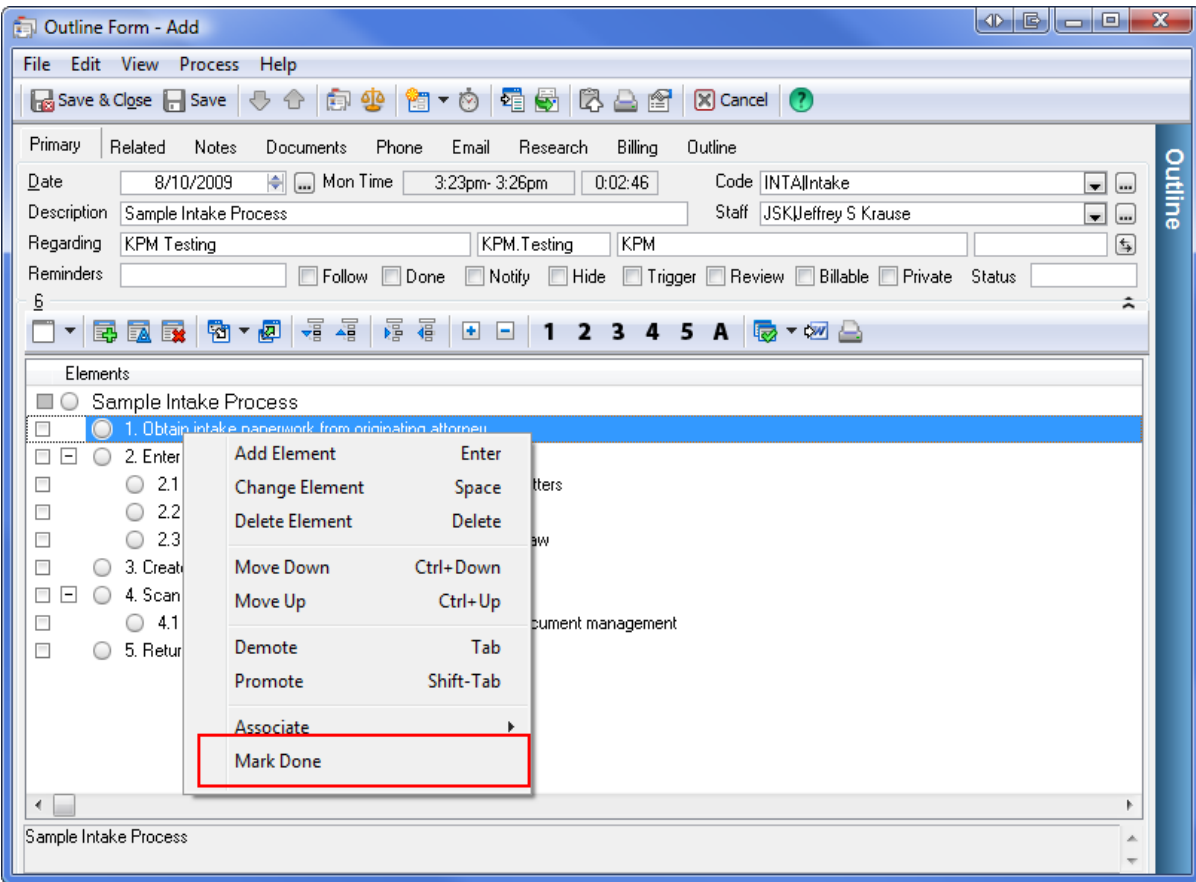 Outline Form - Add
File Edit View Process Help
Save & Close Save Cancel ?
Primary Related Notes Documents Phone Email Research Billing Outline
Date 8/10/2009 ... Mon Time 3:23pm- 3:26pm 0:02:46 Code INTA|Intake ...
Description Sample Intake Process Staff JSK|Jeffrey S Krause ...
Regarding KPM Testing KPM.Testing KPM
Reminders Follow Done Notify Hide Trigger Review Billable Private Status
6
1 2 3 4 5 A
Outline
Elements
Sample Intake Process
1. Obtain intake paperwork from originating attorney
2. Enter
2.1 tters
2.2
2.3 aw
3. Create
4. Scan
4.1 cument management
5. Retur
Add Element Enter
Change Element Space
Delete Element Delete
Move Down Ctrl+Down
Move Up Ctrl+Up
Demote Tab
Promote Shift-Tab
Associate
Mark Done
Sample Intake Process